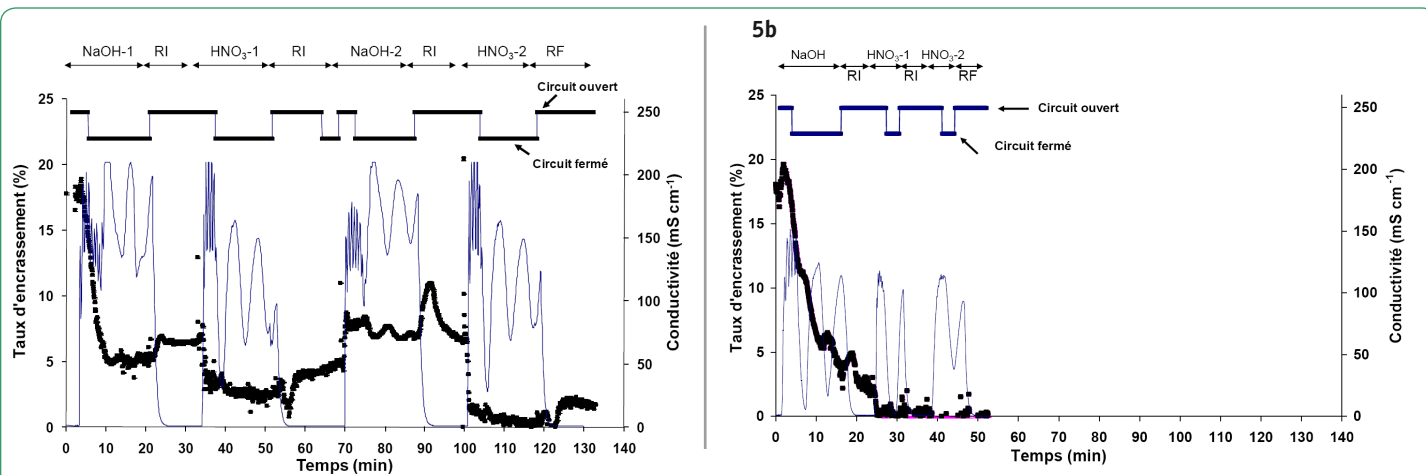 NaOH-1 RI HNO₃-1 RI NaOH-2 RI HNO₃-2 RF
Circuit ouvert
Circuit fermé
Taux d'encrassement (%)
25
20
15
10
5
0
250
200
150
100
50
0
Conductivité (mS cm⁻¹)
0 10 20 30 40 50 60 70 80 90 100 110 120 130 140
Temps (min)
5b
NaOH HNO₃-1 HNO₃-2
RI RI RF
Circuit ouvert
Circuit fermé
Taux d'encrassement (%)
25
20
15
10
5
0
250
200
150
100
50
0
Conductivité (mS cm⁻¹)
0 10 20 30 40 50 60 70 80 90 100 110 120 130 140
Temps (min)